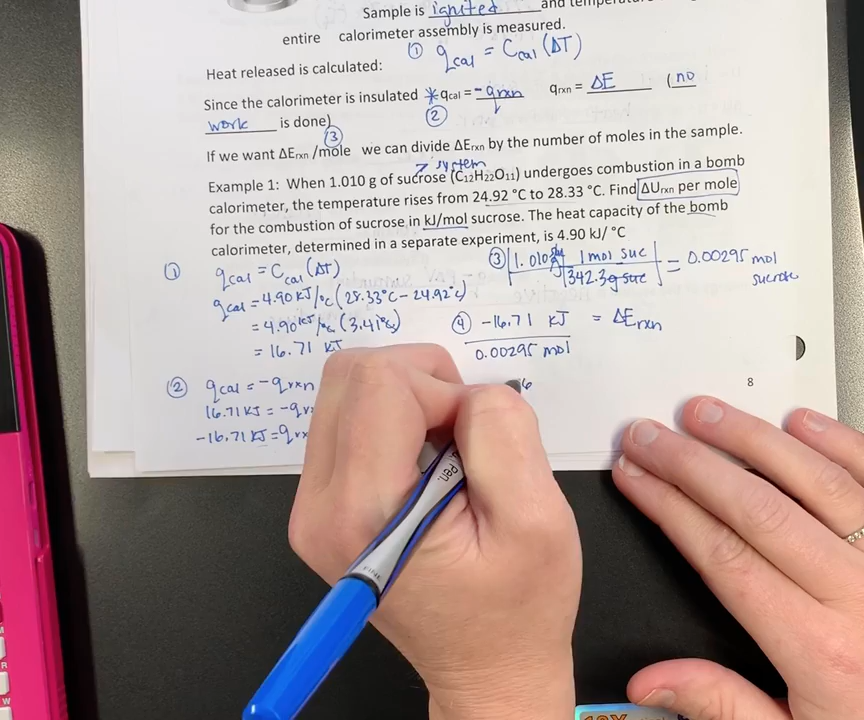 Sample is ignited and temperature
entire calorimeter assembly is measured.
Heat released is calculated: ① qcal = Ccal (ΔT)
Since the calorimeter is insulated * qcal = -qrxn qrxn = ΔE (no
②
work is done)
③
If we want ΔErxn /mole we can divide ΔErxn by the number of moles in the sample.
system
Example 1: When 1.010 g of sucrose (C12H22O11) undergoes combustion in a bomb
calorimeter, the temperature rises from 24.92 °C to 28.33 °C. Find ΔUrxn per mole
for the combustion of sucrose in kJ/mol sucrose. The heat capacity of the bomb
calorimeter, determined in a separate experiment, is 4.90 kJ/ °C
① qcal = Ccal (ΔT)
qcal = 4.90 KJ/°C (28.33°C - 24.92°C)
= 4.90 KJ/°C (3.41°C)
= 16.71 KJ
② qcal = -qrxn
16.71 KJ = -qrx
-16.71 KJ = qrx
③ 1.010g 1 mol suc = 0.00295 mol
342.3g suc sucrose
④ -16.71 KJ = ΔErxn
0.00295 mol
6
8
Pen.
FINE